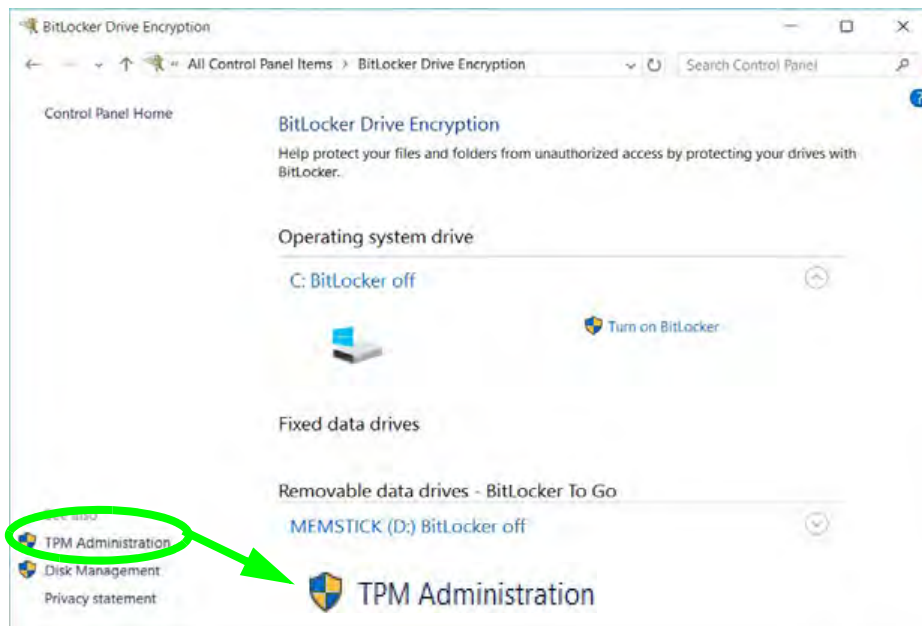 BitLocker Drive Encryption
« All Control Panel Items > BitLocker Drive Encryption
Search Control Panel
?
Control Panel Home
BitLocker Drive Encryption
Help protect your files and folders from unauthorized access by protecting your drives with
BitLocker.
Operating system drive
C: BitLocker off
Turn on BitLocker
Fixed data drives
Removable data drives - BitLocker To Go
MEMSTICK (D:) BitLocker off
See also
TPM Administration
Disk Management
Privacy statement
TPM Administration